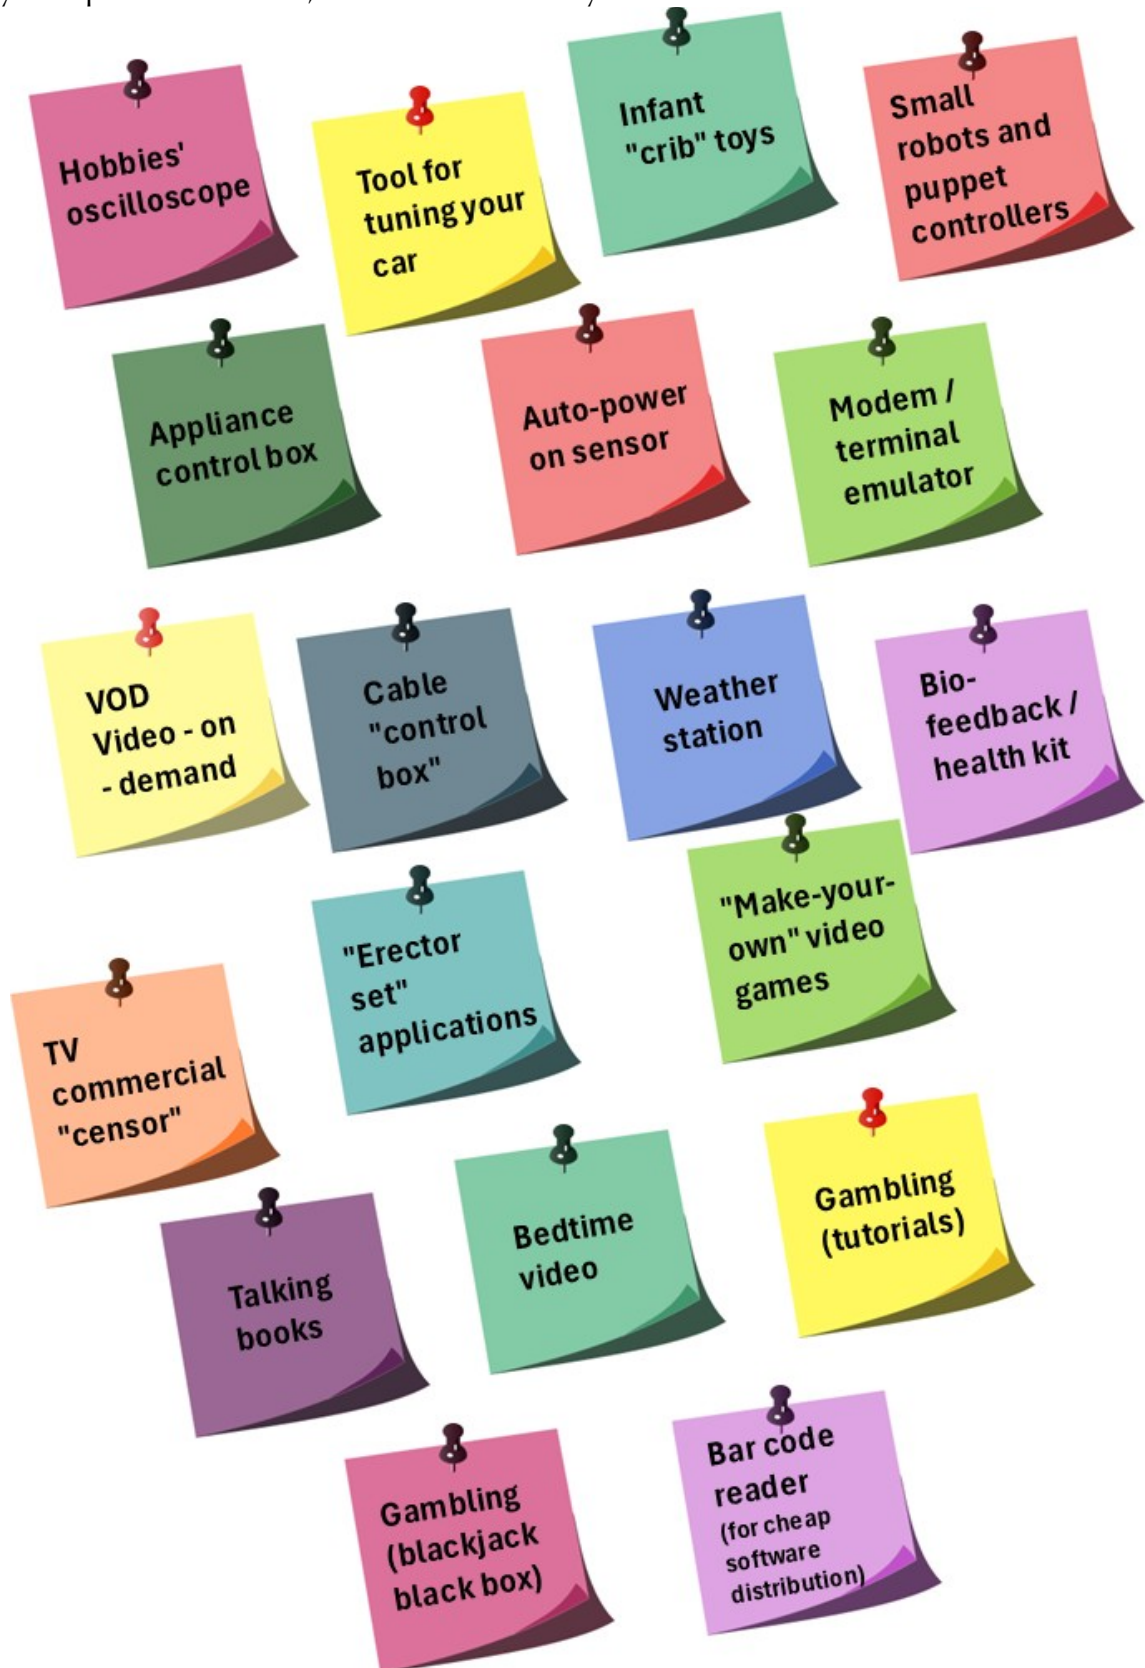 Hobbies'
oscilloscope
Tool for
tuning your
car
Infant
"crib" toys
Small
robots and
puppet
controllers
Appliance
control box
Auto-power
on sensor
Modem /
terminal
emulator
VOD
Video - on
- demand
Cable
"control
box"
Weather
station
Bio-
feedback /
health kit
"Erector
set"
applications
"Make-your-
own" video
games
TV
commercial
"censor"
Talking
books
Bedtime
video
Gambling
(tutorials)
Gambling
(blackjack
black box)
Bar code
reader
(for cheap
software
distribution)